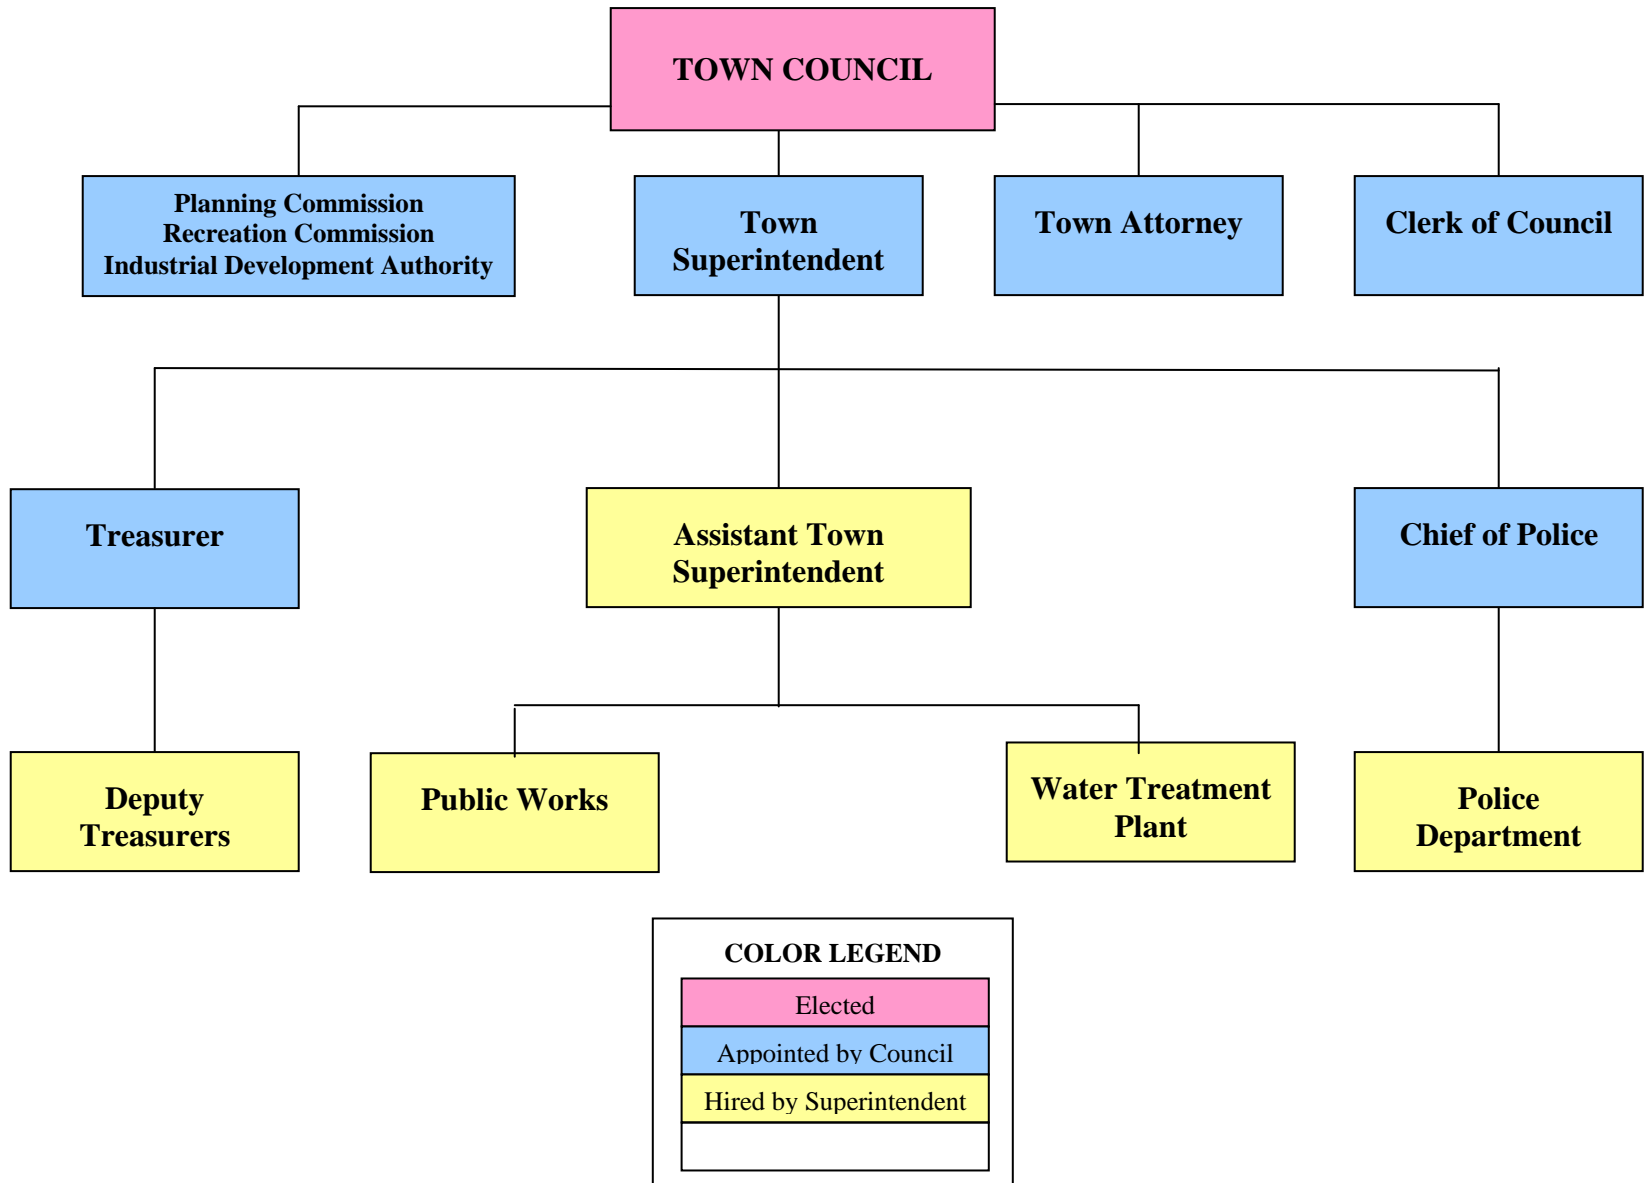 TOWN COUNCIL
Planning Commission
Recreation Commission
Industrial Development Authority
Town
Superintendent
Town Attorney
Clerk of Council
Treasurer
Assistant Town
Superintendent
Chief of Police
Deputy
Treasurers
Public Works
Water Treatment
Plant
Police
Department
COLOR LEGEND
Elected
Appointed by Council
Hired by Superintendent